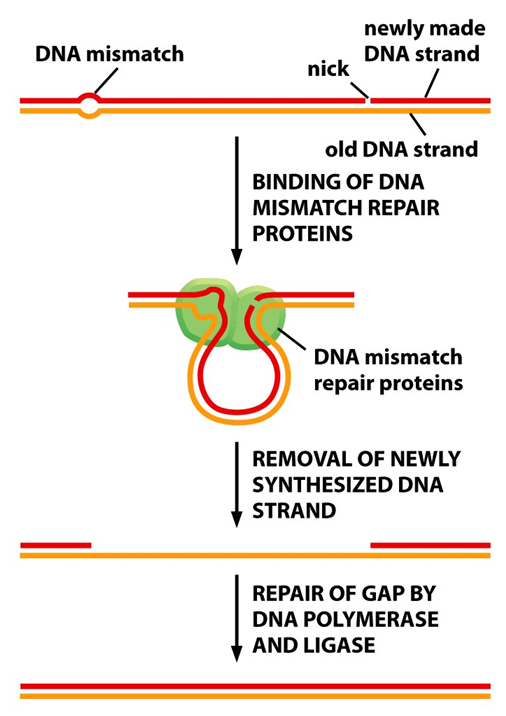 newly made
DNA strand
DNA mismatch
nick
old DNA strand
BINDING OF DNA
MISMATCH REPAIR
PROTEINS
DNA mismatch
repair proteins
REMOVAL OF NEWLY
SYNTHESIZED DNA
STRAND
REPAIR OF GAP BY
DNA POLYMERASE
AND LIGASE